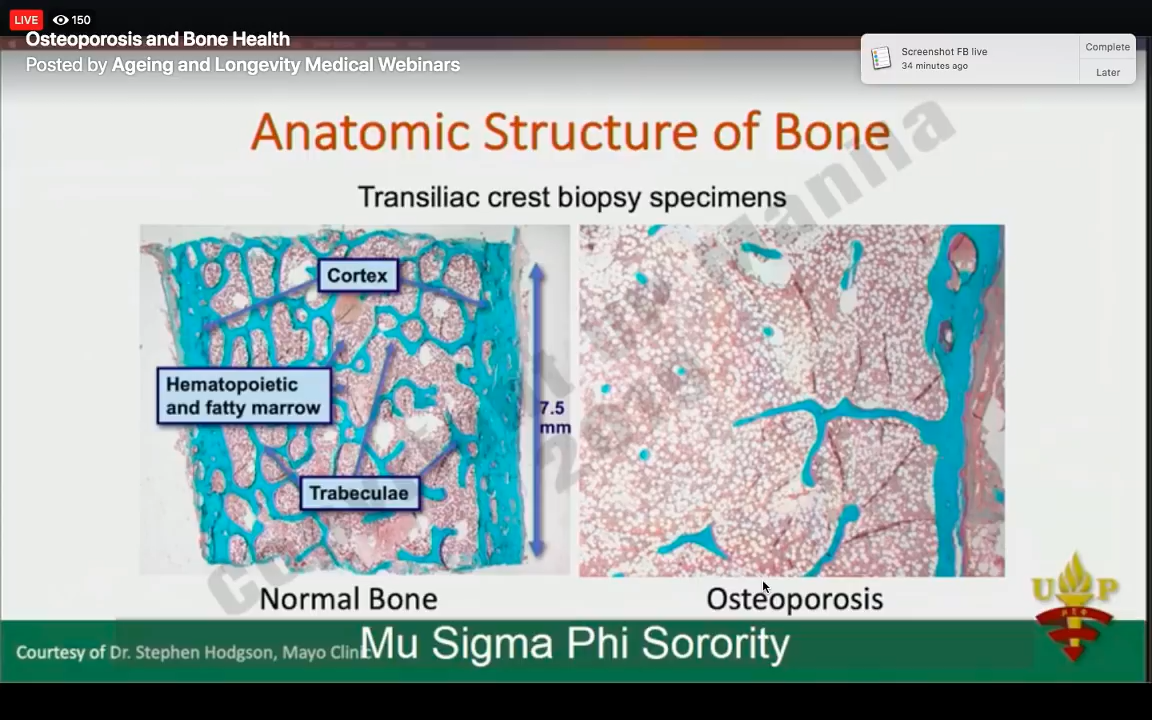 LIVE 150
Osteoporosis and Bone Health
Posted by Ageing and Longevity Medical Webinars
Screenshot FB live
34 minutes ago
Complete
Later
Anatomic Structure of Bone
Transiliac crest biopsy specimens
Cortex
Hematopoietic
and fatty marrow
7.5
mm
Trabeculae
Normal Bone
Osteoporosis
Courtesy of Dr. Stephen Hodgson, Mayo Clinic
Mu Sigma Phi Sorority
U P